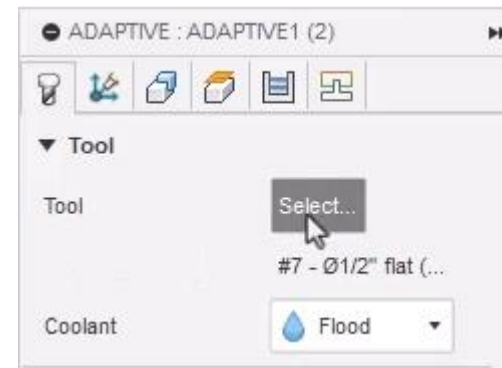 ADAPTIVE : ADAPTIVE1 (2)
Tool
Tool
Select...
#7 - Ø1/2" flat (...
Coolant
Flood